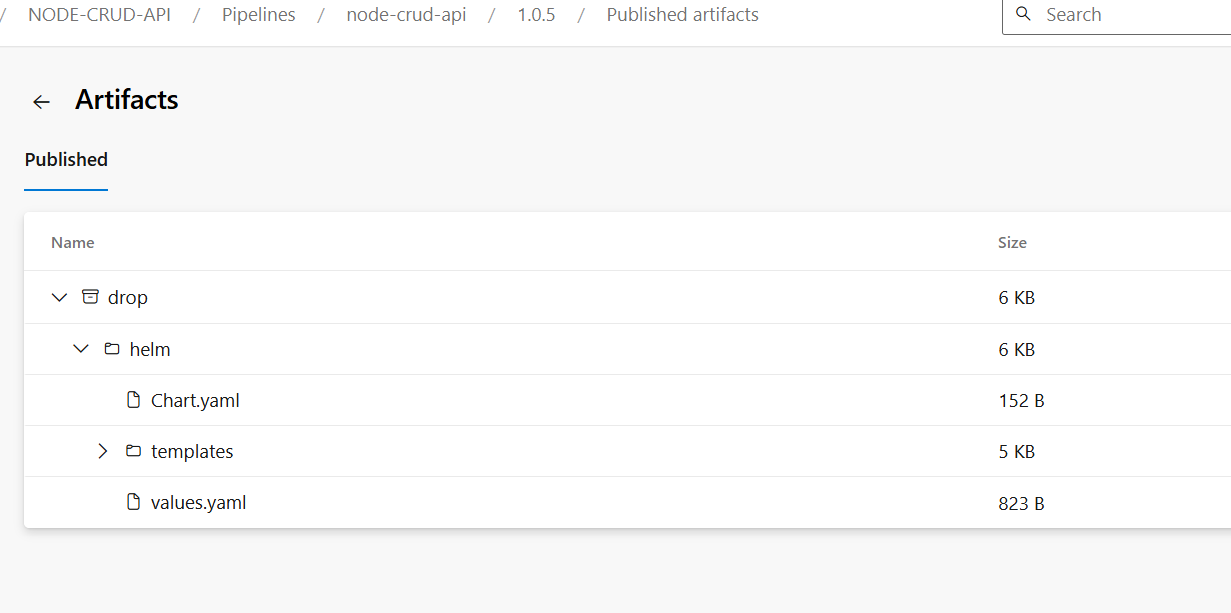 / NODE-CRUD-API / Pipelines / node-crud-api / 1.0.5 / Published artifacts Search
Artifacts
Published
Name Size
drop 6 KB
helm 6 KB
Chart.yaml 152 B
templates 5 KB
values.yaml 823 B